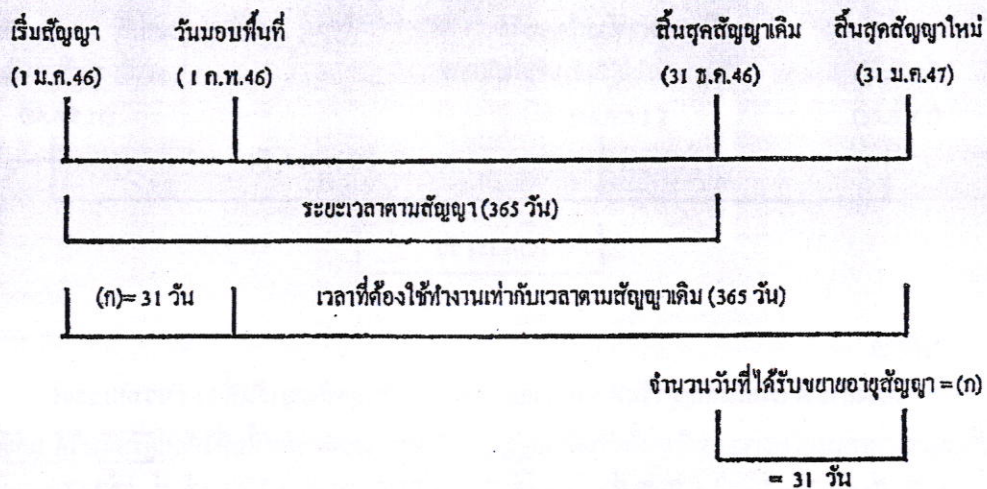 เริ่มสัญญา วันมอบพื้นที่ สิ้นสุดสัญญาเดิม สิ้นสุดสัญญาใหม่
(1 ม.ค.46) (1 ก.พ.46) (31 ธ.ค.46) (31 ม.ค.47)
ระยะเวลาตามสัญญา (365 วัน)
(ก)= 31 วัน เวลาที่ต้องใช้ทำงานเท่ากับเวลาตามสัญญาเดิม (365 วัน)
จำนวนวันที่ได้รับขยายอายุสัญญา = (ก)
= 31 วัน